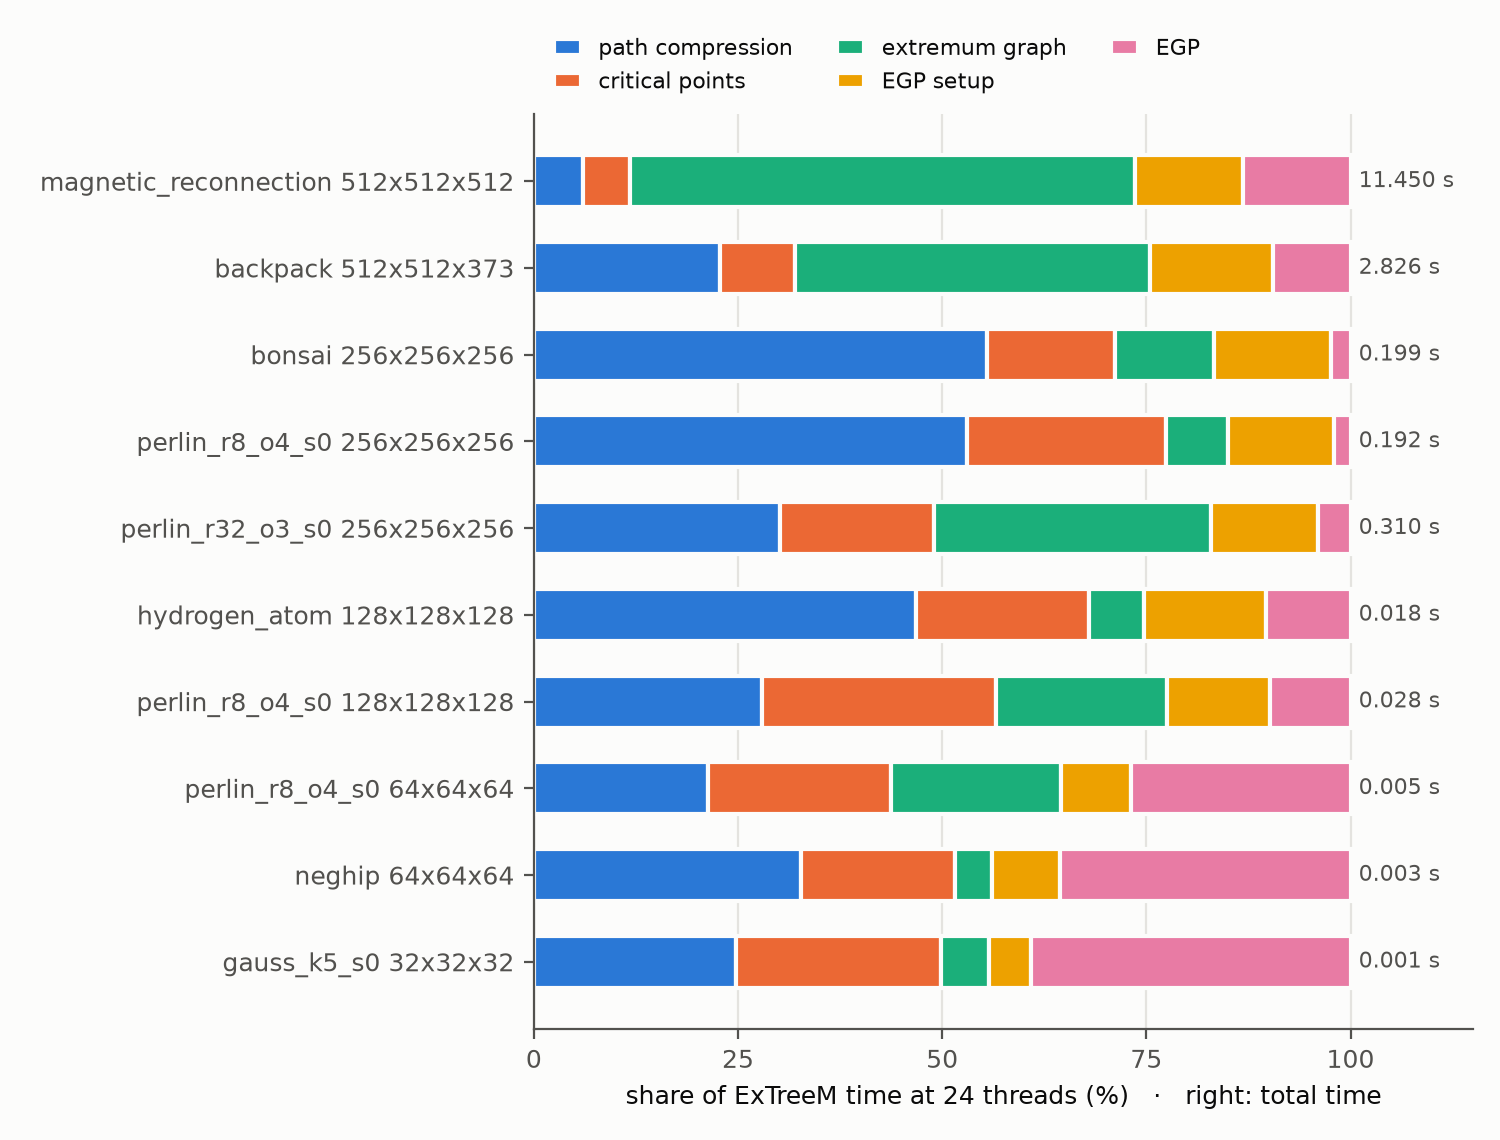 path compression
critical points
extremum graph
EGP setup
EGP
magnetic_reconnection 512x512x512
11.450 s
backpack 512x512x373
2.826 s
bonsai 256x256x256
0.199 s
perlin_r8_o4_s0 256x256x256
0.192 s
perlin_r32_o3_s0 256x256x256
0.310 s
hydrogen_atom 128x128x128
0.018 s
perlin_r8_o4_s0 128x128x128
0.028 s
perlin_r8_o4_s0 64x64x64
0.005 s
neghip 64x64x64
0.003 s
gauss_k5_s0 32x32x32
0.001 s
0 25 50 75 100
share of ExTreeM time at 24 threads (%) · right: total time